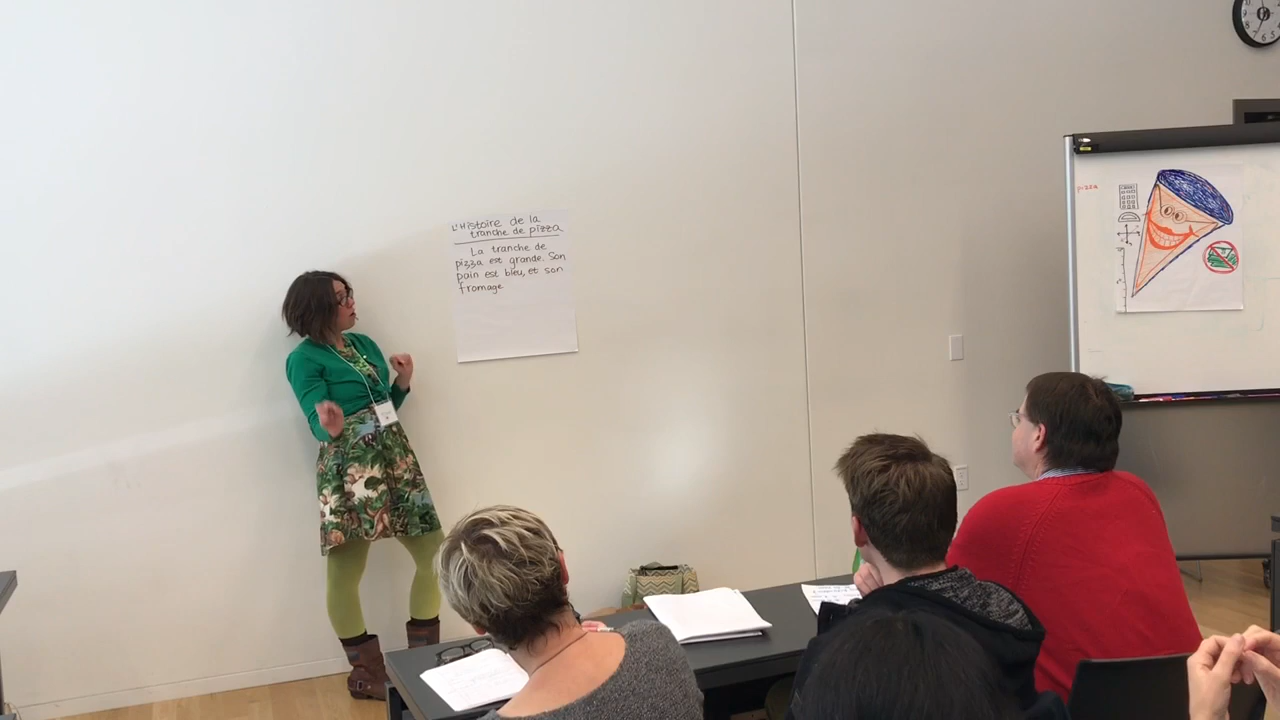 L'Histoire de la
tranche de pizza
La tranche de
pizza est grande. Son
pain est bleu, et son
fromage